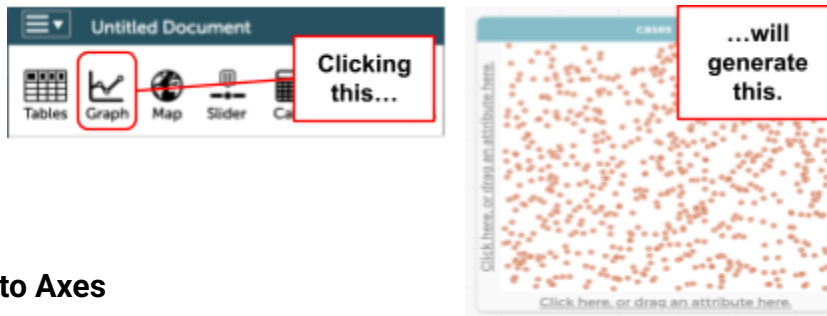 Untitled Document
Tables
Graph
Map
Slider
Clicking
this…
cases
…will
generate
this.
Click here, or drag an attribute here.
Click here, or drag an attribute here.
to Axes